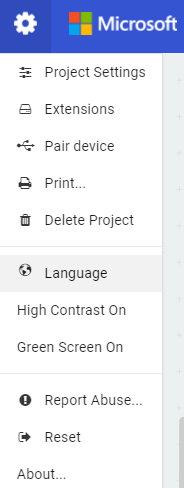 Microsoft
Project Settings
Extensions
Pair device
Print...
Delete Project
Language
High Contrast On
Green Screen On
Report Abuse...
Reset
About...